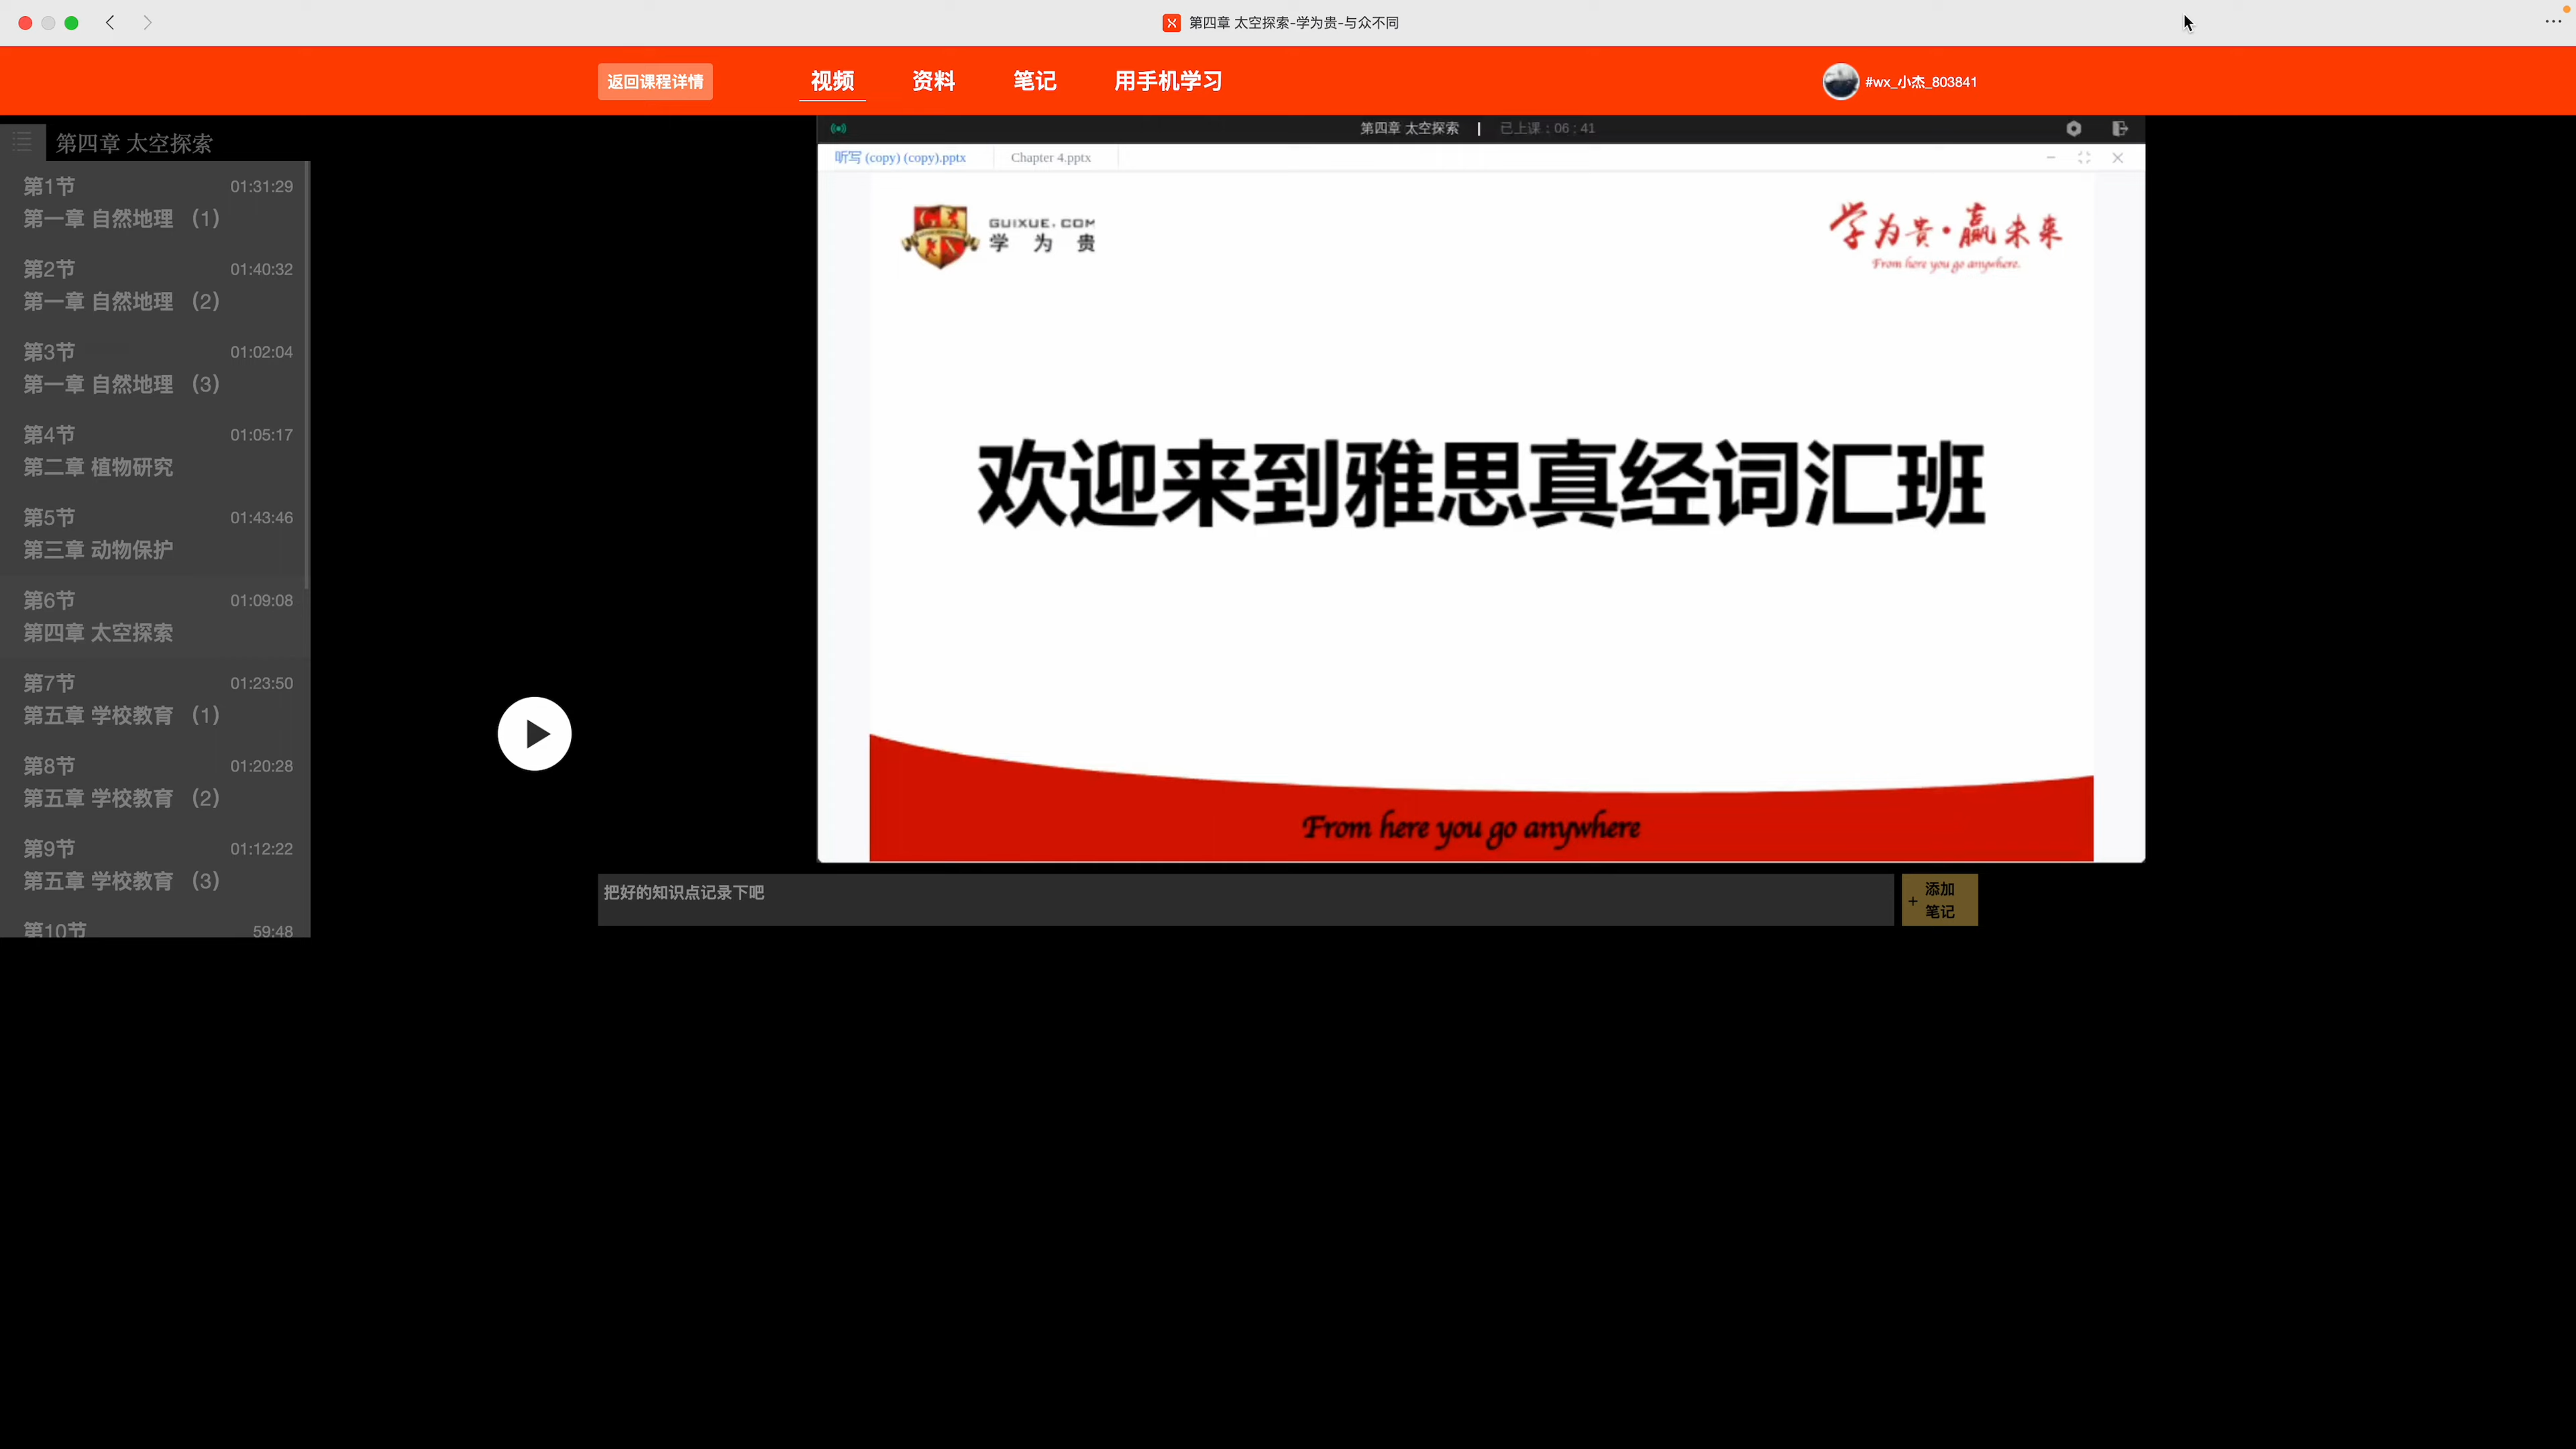 第四章 太空探索-学为贵-与众不同
返回课程详情
视频
资料
笔记
用手机学习
#wx_小杰_803841
第四章 太空探索
第1节 01:31:29
第一章 自然地理 （1）
第2节 01:40:32
第一章 自然地理 （2）
第3节 01:02:04
第一章 自然地理 （3）
第4节 01:05:17
第二章 植物研究
第5节 01:43:46
第三章 动物保护
第6节 01:09:08
第四章 太空探索
第7节 01:23:50
第五章 学校教育 （1）
第8节 01:20:28
第五章 学校教育 （2）
第9节 01:12:22
第五章 学校教育 （3）
第10节 59:48
第四章 太空探索 | 已上课：06 : 41
听写 (copy) (copy).pptx
Chapter 4.pptx
GUIXUE.COM
学为贵
学为贵·赢未来
From here you go anywhere.
欢迎来到雅思真经词汇班
From here you go anywhere
把好的知识点记录下吧
+ 添加
笔记